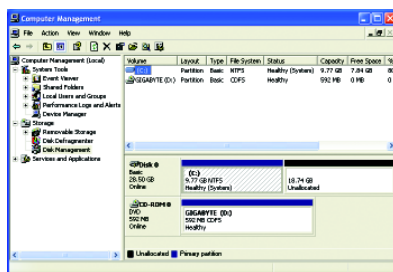 Computer Management
File Action View Window Help
Computer Management (Local)
System Tools
Event Viewer
Shared Folders
Local Users and Groups
Performance Logs and Alerts
Device Manager
Storage
Removable Storage
Disk Defragmenter
Disk Management
Services and Applications
Volume Layout Type File System Status Capacity Free Space %
(C:) Partition Basic NTFS Healthy (System) 9.77 GB 7.84 GB 80
GIGABYTE (D:) Partition Basic CDFS Healthy 592 MB 0 MB 0
Disk 0
Basic
28.50 GB
Online
(C:)
9.77 GB NTFS
Healthy (System)
18.74 GB
Unallocated
CD-ROM 0
DVD
592 MB
Online
GIGABYTE (D:)
592 MB CDFS
Healthy
Unallocated Primary partition